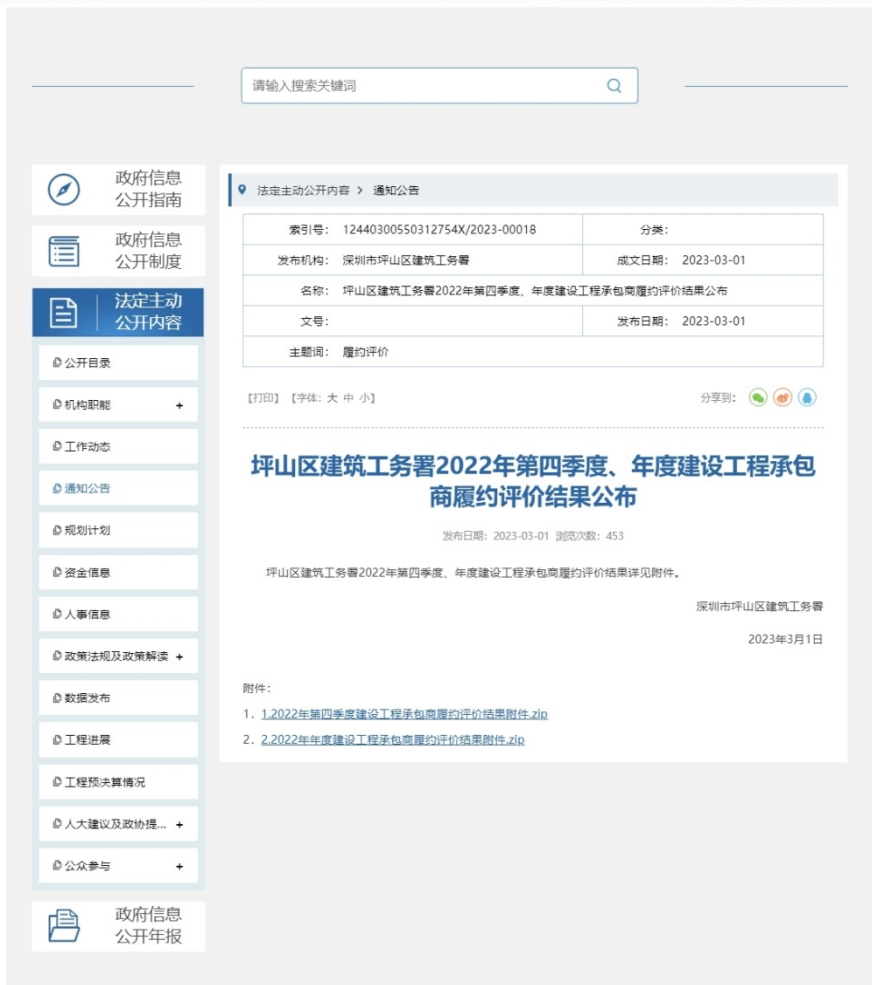 请输入搜索关键词
政府信息
公开指南
政府信息
公开制度
法定主动
公开内容
公开目录
机构职能 +
工作动态
通知公告
规划计划
资金信息
人事信息
政策法规及政策解读 +
数据发布
工程进展
工程预决算情况
人大建议及政协提... +
公众参与 +
政府信息
公开年报
法定主动公开内容 > 通知公告
索引号: 12440300550312754X/2023-00018 分类:
发布机构: 深圳市坪山区建筑工务署 成文日期: 2023-03-01
名称: 坪山区建筑工务署2022年第四季度、年度建设工程承包商履约评价结果公布
文号: 发布日期: 2023-03-01
主题词: 履约评价
【打印】 【字体: 大 中 小】 分享到:
坪山区建筑工务署2022年第四季度、年度建设工程承包
商履约评价结果公布
发布日期: 2023-03-01 浏览次数: 453
坪山区建筑工务署2022年第四季度、年度建设工程承包商履约评价结果详见附件。
深圳市坪山区建筑工务署
2023年3月1日
附件:
1. 1.2022年第四季度建设工程承包商履约评价结果附件.zip
2. 2.2022年年度建设工程承包商履约评价结果附件.zip